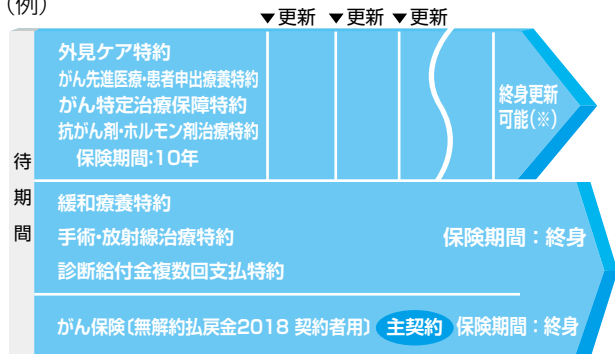 (例)
▼更新 ▼更新 ▼更新
外見ケア特約
がん先進医療・患者申出療養特約
がん特定治療保障特約
抗がん剤・ホルモン剤治療特約
保険期間:10年
終身更新
可能(※)
待期間
緩和療養特約
手術・放射線治療特約
保険期間：終身
診断給付金複数回支払特約
がん保険〔無解約払戻金2018 契約者用〕 主契約 保険期間：終身